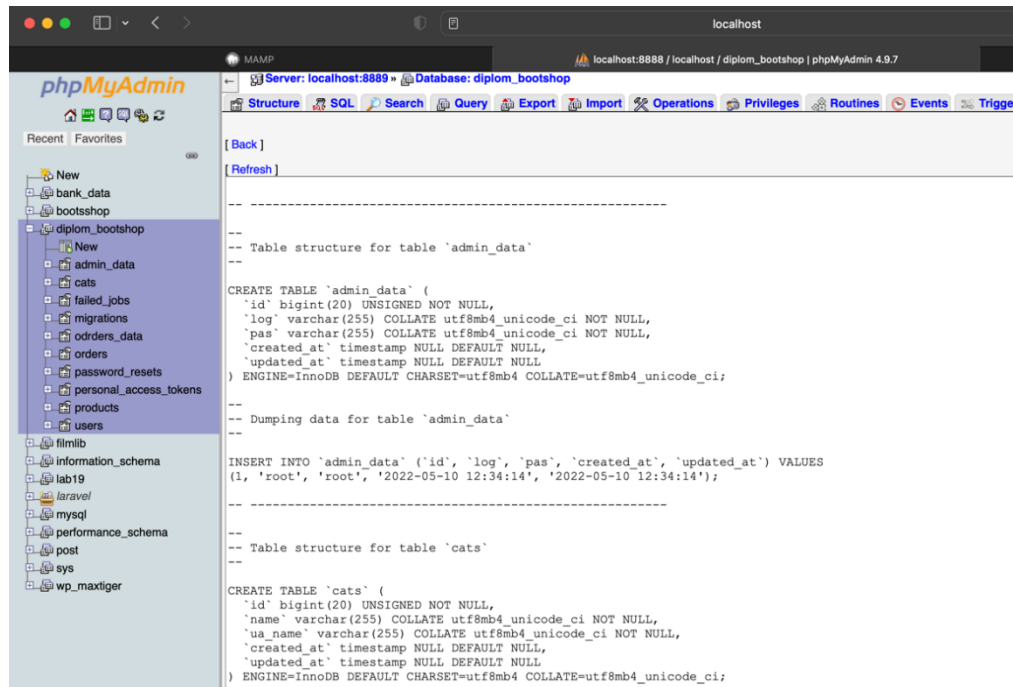 localhost
MAMP
localhost:8888 / localhost / diplom_bootshop | phpMyAdmin 4.9.7
phpMyAdmin
Recent Favorites
New
bank_data
bootsshop
diplom_bootshop
New
admin_data
cats
failed_jobs
migrations
odrders_data
orders
password_resets
personal_access_tokens
products
users
filmlib
information_schema
lab19
laravel
mysql
performance_schema
post
sys
wp_maxtiger
Server: localhost:8889 » Database: diplom_bootshop
Structure SQL Search Query Export Import Operations Privileges Routines Events Trigge
[ Back ]
[ Refresh ]
-- --------------------------------------------------------
--
-- Table structure for table `admin_data`
--
CREATE TABLE `admin_data` (
`id` bigint(20) UNSIGNED NOT NULL,
`log` varchar(255) COLLATE utf8mb4_unicode_ci NOT NULL,
`pas` varchar(255) COLLATE utf8mb4_unicode_ci NOT NULL,
`created_at` timestamp NULL DEFAULT NULL,
`updated_at` timestamp NULL DEFAULT NULL
) ENGINE=InnoDB DEFAULT CHARSET=utf8mb4 COLLATE=utf8mb4_unicode_ci;
--
-- Dumping data for table `admin_data`
--
INSERT INTO `admin_data` (`id`, `log`, `pas`, `created_at`, `updated_at`) VALUES
(1, 'root', 'root', '2022-05-10 12:34:14', '2022-05-10 12:34:14');
-- --------------------------------------------------------
--
-- Table structure for table `cats`
--
CREATE TABLE `cats` (
`id` bigint(20) UNSIGNED NOT NULL,
`name` varchar(255) COLLATE utf8mb4_unicode_ci NOT NULL,
`ua_name` varchar(255) COLLATE utf8mb4_unicode_ci NOT NULL,
`created_at` timestamp NULL DEFAULT NULL,
`updated_at` timestamp NULL DEFAULT NULL
) ENGINE=InnoDB DEFAULT CHARSET=utf8mb4 COLLATE=utf8mb4_unicode_ci;